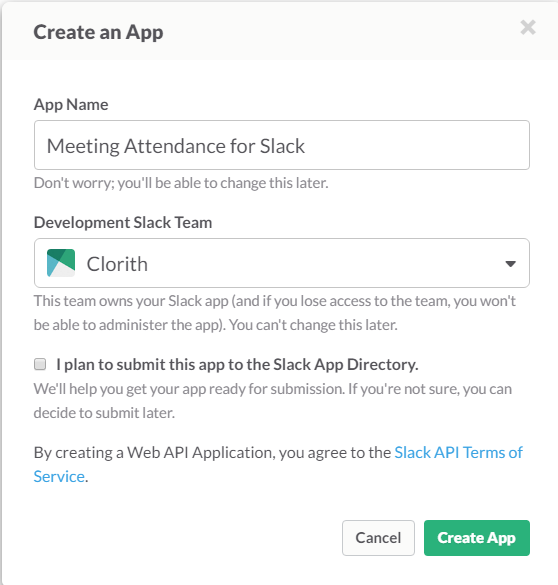 Create an App
×
App Name
Meeting Attendance for Slack
Don't worry; you'll be able to change this later.
Development Slack Team
Clorith
This team owns your Slack app (and if you lose access to the team, you won't
be able to administer the app). You can't change this later.
I plan to submit this app to the Slack App Directory.
We'll help you get your app ready for submission. If you're not sure, you can
decide to submit later.
By creating a Web API Application, you agree to the Slack API Terms of
Service.
Cancel
Create App